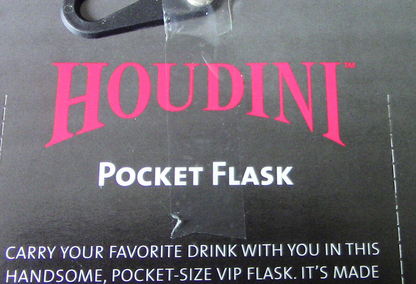 HOUDINI™
POCKET FLASK
CARRY YOUR FAVORITE DRINK WITH YOU IN THIS
HANDSOME, POCKET-SIZE VIP FLASK. IT'S MADE